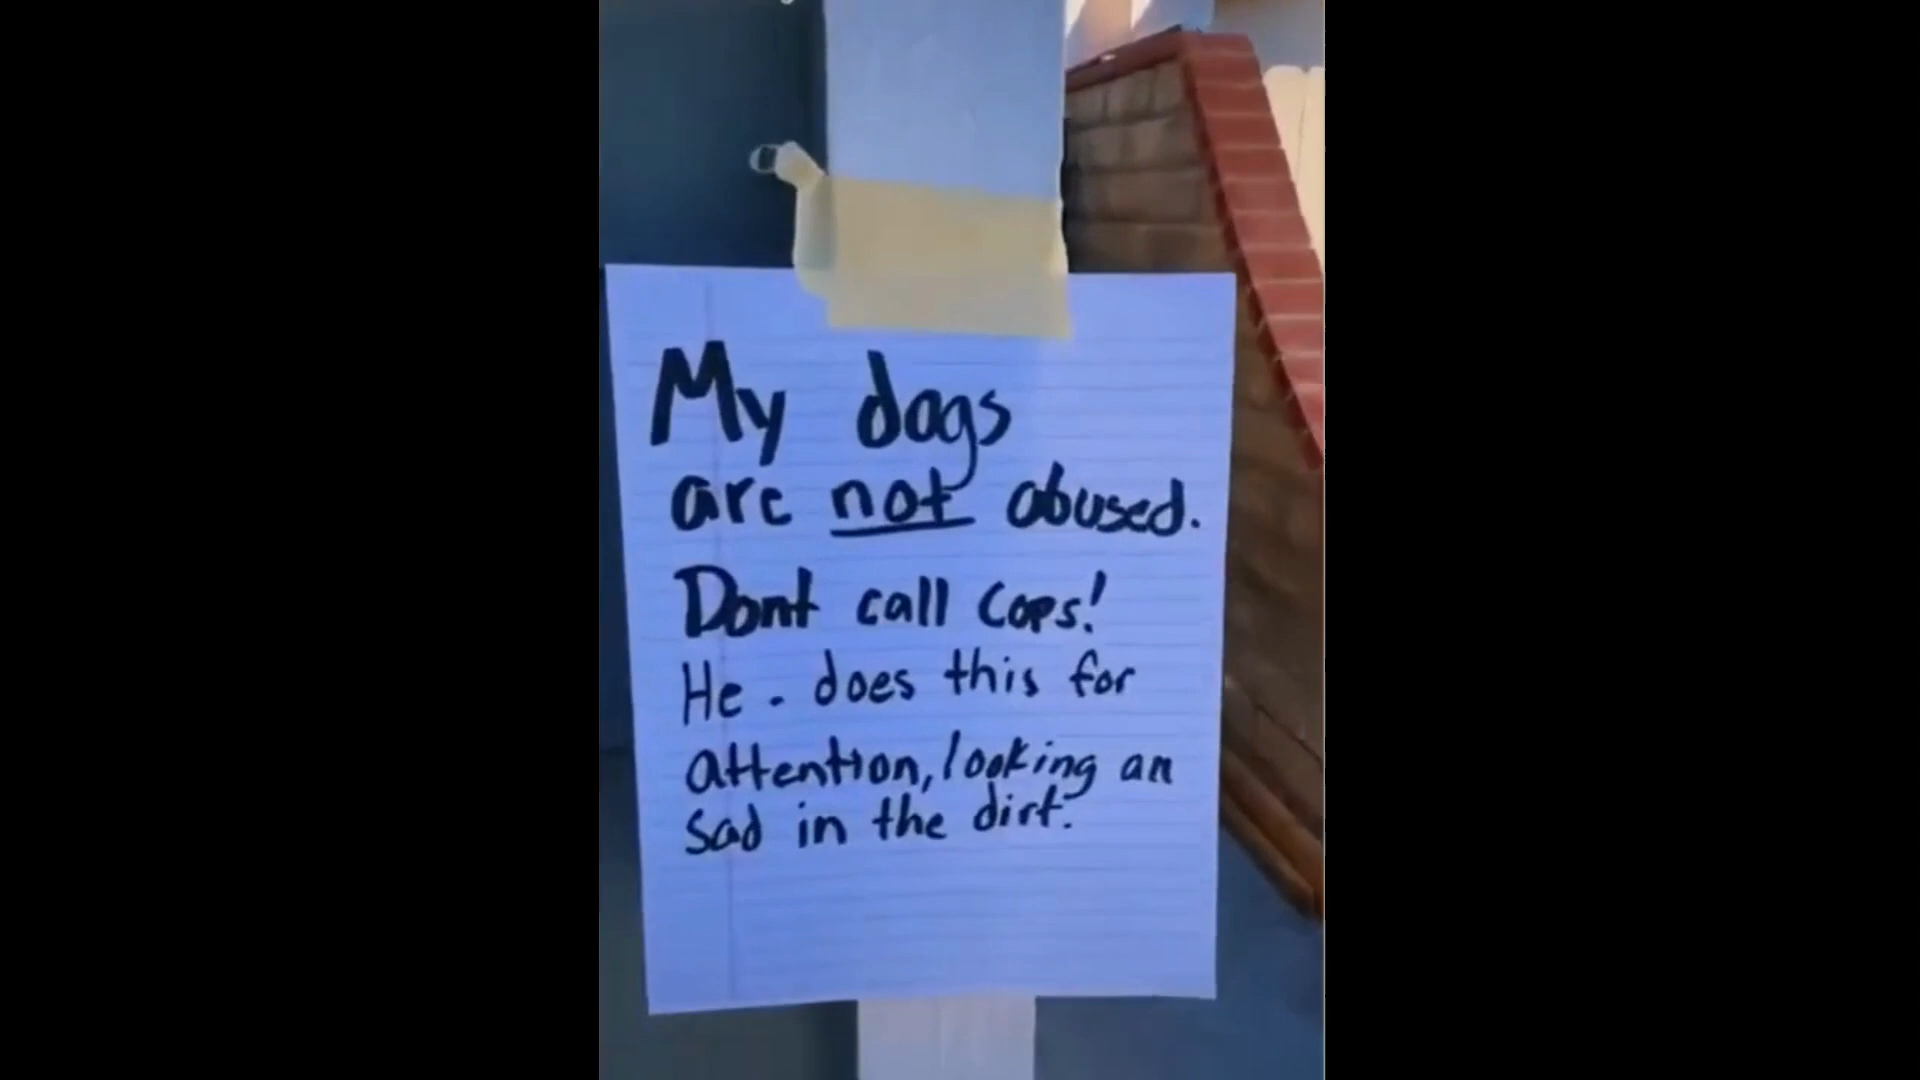 My dogs
are not abused.
Dont call Cops!
He - does this for
attention, looking an
sad in the dirt.